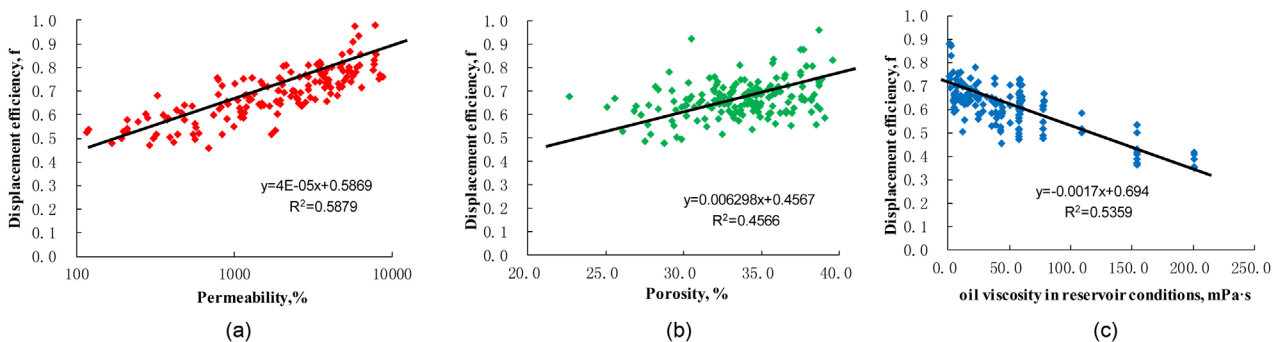 Displacement efficiency, f
1. 0
0. 9
0. 8
0. 7
0. 6
0. 5
0. 4
0. 3
0. 2
0. 1
0. 0
y=4E-05x+0.5869
R²=0.5879
100 1000 10000
Permeability,%
(a)
Displacement efficiency, f
1. 0
0. 9
0. 8
0. 7
0. 6
0. 5
0. 4
0. 3
0. 2
0. 1
0. 0
y=0.006298x+0.4567
R²=0.4566
20. 0 25. 0 30. 0 35. 0 40. 0
Porosity, %
(b)
Displacement efficiency, f
1. 0
0. 9
0. 8
0. 7
0. 6
0. 5
0. 4
0. 3
0. 2
0. 1
0. 0
y=-0.0017x+0.694
R²=0.5359
0. 0 50. 0 100. 0 150. 0 200. 0 250. 0
oil viscosity in reservoir conditions, mPa·s
(c)